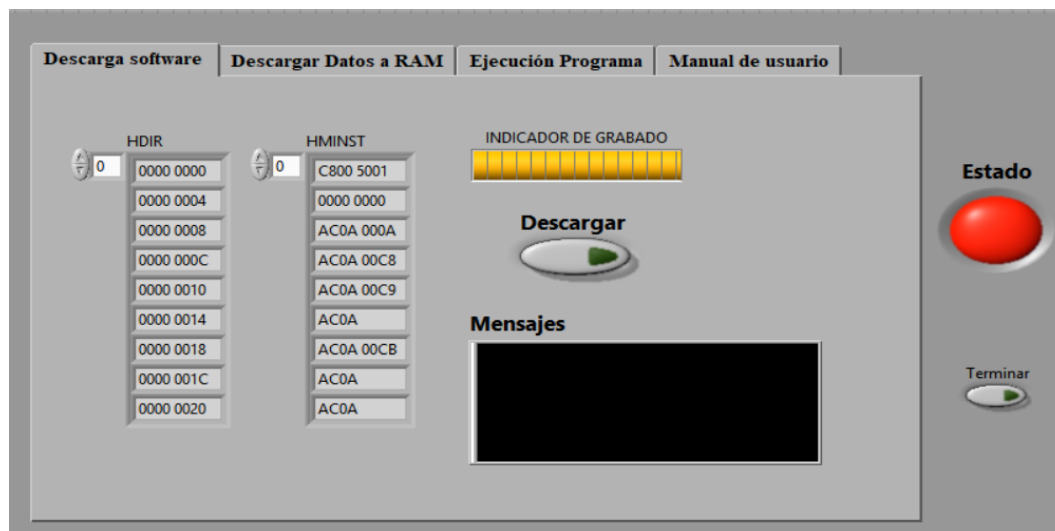 Descarga software
Descargar Datos a RAM
Ejecución Programa
Manual de usuario
HDIR
HMINST
INDICADOR DE GRABADO
0
0000 0000
0
C800 5001
0000 0004
0000 0000
0000 0008
AC0A 000A
0000 000C
AC0A 00C8
0000 0010
AC0A 00C9
0000 0014
AC0A
0000 0018
AC0A 00CB
0000 001C
AC0A
0000 0020
AC0A
Descargar
Mensajes
Estado
Terminar